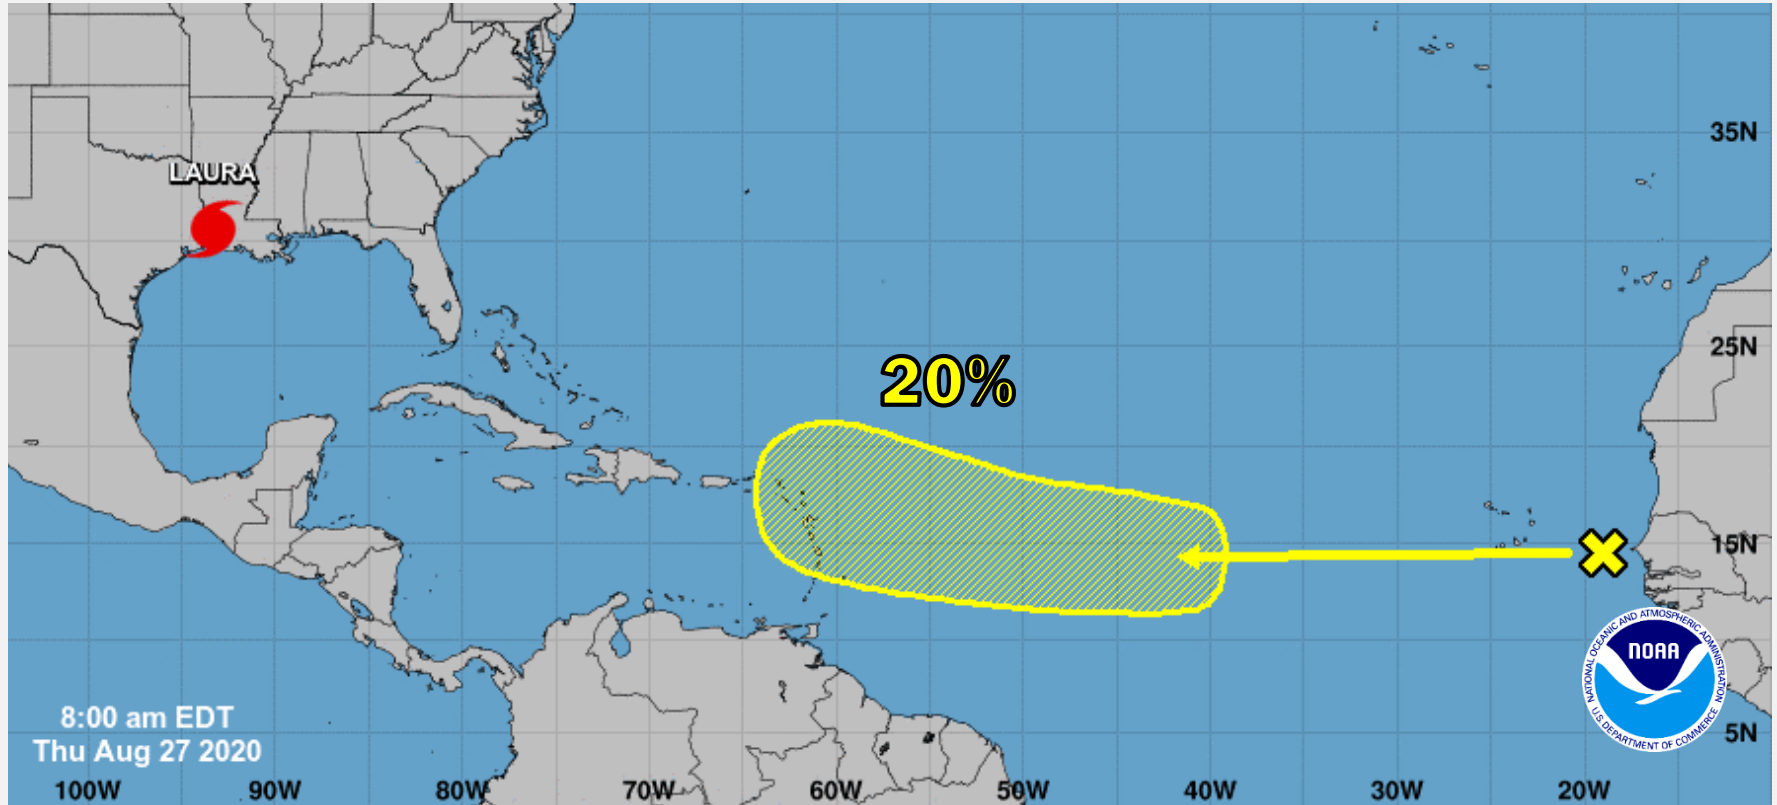 LAURA
35N
25N
20%
15N
NATIONAL OCEANIC AND ATMOSPHERIC ADMINISTRATION
NOAA
U.S. DEPARTMENT OF COMMERCE
8:00 am EDT
Thu Aug 27 2020
5N
100W 90W 80W 70W 60W 50W 40W 30W 20W